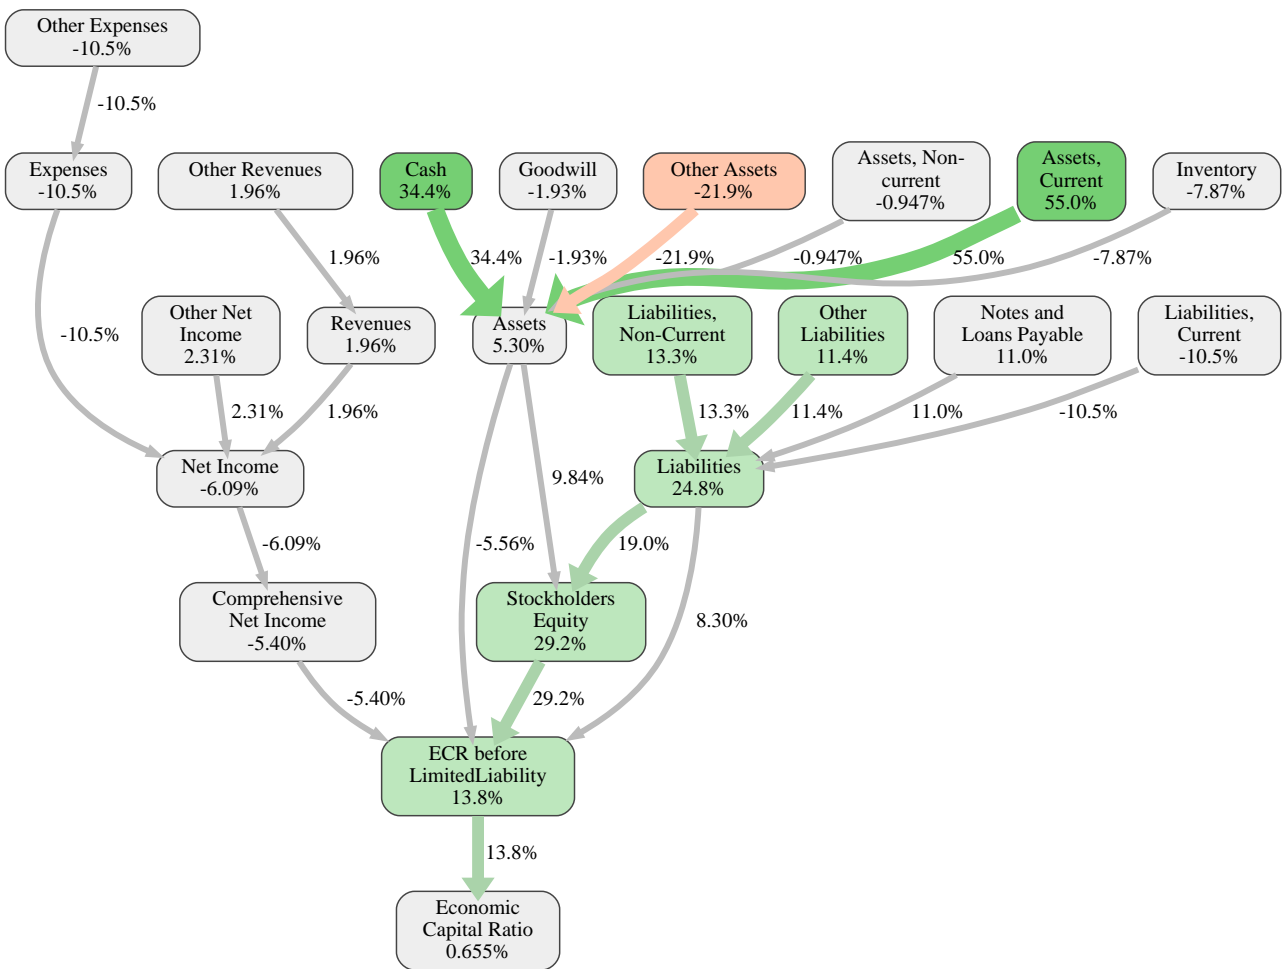 Other Expenses
-10.5%
-10.5%
Expenses
-10.5%
Other Revenues
1.96%
Cash
34.4%
Goodwill
-1.93%
Other Assets
-21.9%
Assets, Non-
current
-0.947%
Assets,
Current
55.0%
Inventory
-7.87%
1.96%
34.4%
-1.93%
-21.9%
-0.947%
55.0%
-7.87%
-10.5%
Other Net
Income
2.31%
Revenues
1.96%
Assets
5.30%
Liabilities,
Non-Current
13.3%
Other
Liabilities
11.4%
Notes and
Loans Payable
11.0%
Liabilities,
Current
-10.5%
2.31%
1.96%
13.3%
11.4%
11.0%
-10.5%
Net Income
-6.09%
9.84%
Liabilities
24.8%
-6.09%
-5.56%
19.0%
Comprehensive
Net Income
-5.40%
Stockholders
Equity
29.2%
8.30%
-5.40%
29.2%
ECR before
LimitedLiability
13.8%
13.8%
Economic
Capital Ratio
0.655%